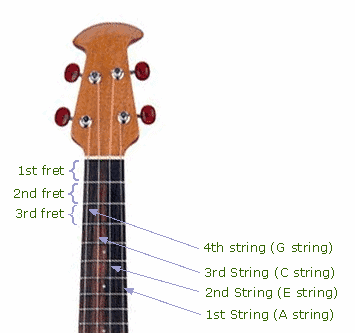 1st fret
2nd fret
3rd fret
4th string (G string)
3rd String (C string)
2nd String (E string)
1st String (A string)